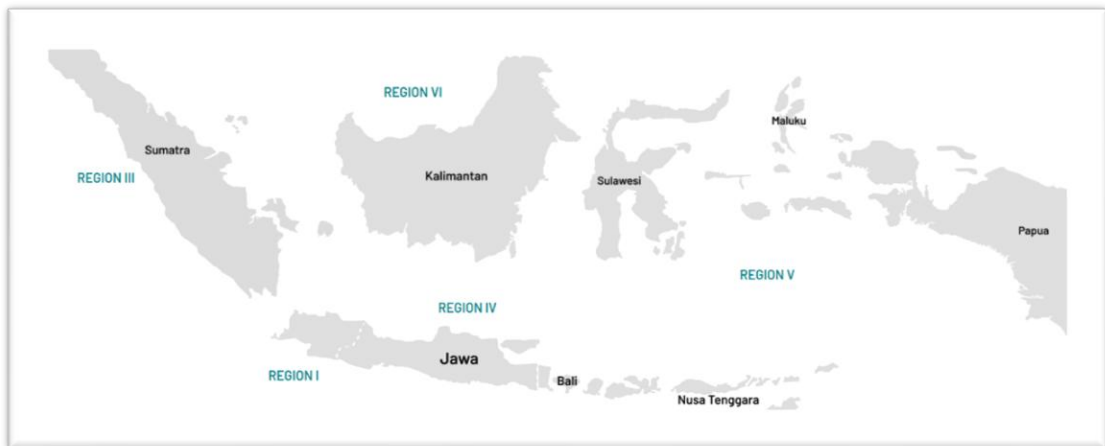 REGION VI
Maluku
Sumatra
Kalimantan
REGION III
Sulawesi
Papua
REGION V
REGION IV
Jawa
REGION I
Bali
Nusa Tenggara